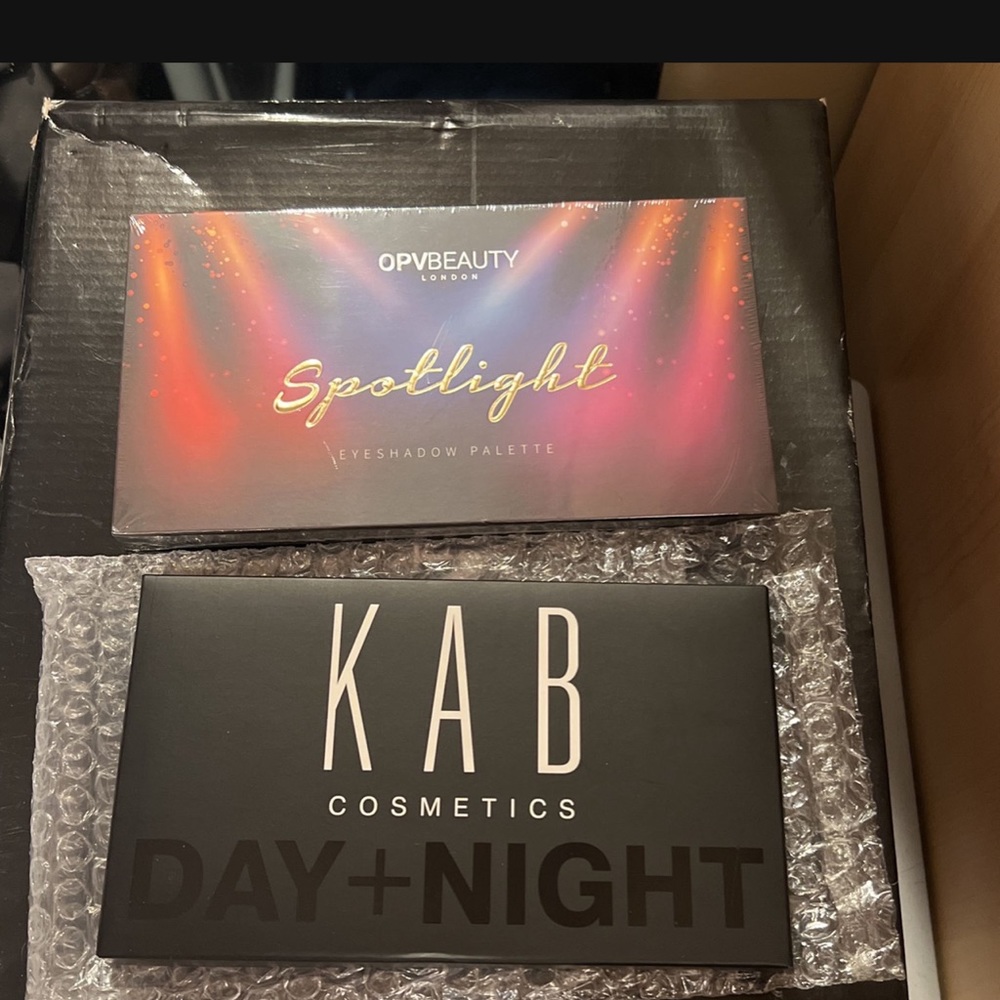 OPVBEAUTY
LONDON
Spotlight
EYESHADOW PALETTE
KAB
COSMETICS
DAY+NIGHT